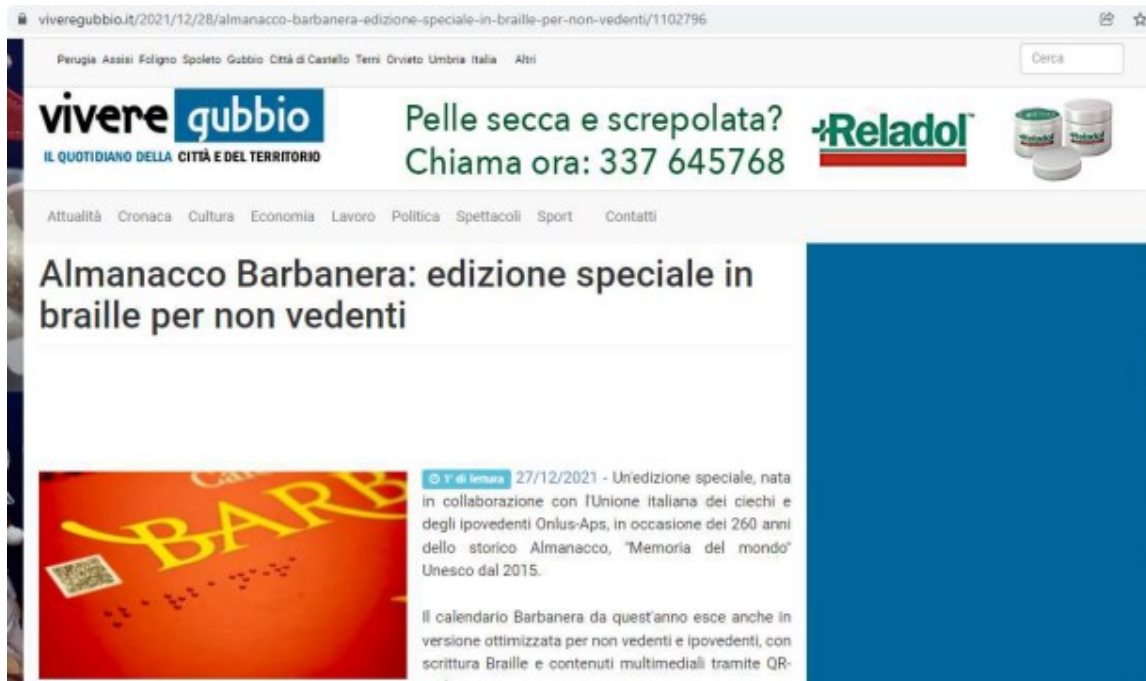 viveregubbio.it/2021/12/28/almanacco-barbanera-edizione-speciale-in-braille-per-non-vedenti/1102796
Perugia Assisi Foligno Spoleto Gubbio Città di Castello Terni Orvieto Umbria Italia Altri
Cerca
vivere gubbio
IL QUOTIDIANO DELLA CITTÀ E DEL TERRITORIO
Pelle secca e screpolata?
Chiama ora: 337 645768
Reladol
Attualità Cronaca Cultura Economia Lavoro Politica Spettacoli Sport Contatti
Almanacco Barbanera: edizione speciale in
braille per non vedenti
BARB
1' di lettura 27/12/2021 - Un'edizione speciale, nata
in collaborazione con l'Unione italiana dei ciechi e
degli ipovedenti Onlus-Aps, in occasione dei 260 anni
dello storico Almanacco, "Memoria del mondo"
Unesco dal 2015.
Il calendario Barbanera da quest'anno esce anche in
versione ottimizzata per non vedenti e ipovedenti, con
scrittura Braille e contenuti multimediali tramite QR-